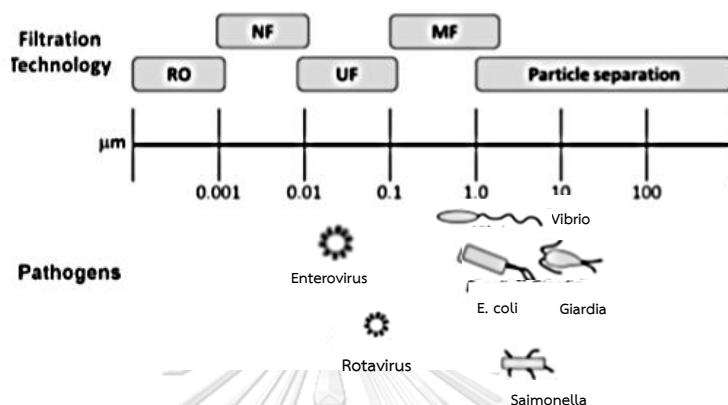 NF
MF
Filtration
Technology
RO
UF
Particle separation
μm
0.001
0.01
0.1
1.0
10
100
Vibrio
Pathogens
Enterovirus
E. coli
Giardia
Rotavirus
Saimonella